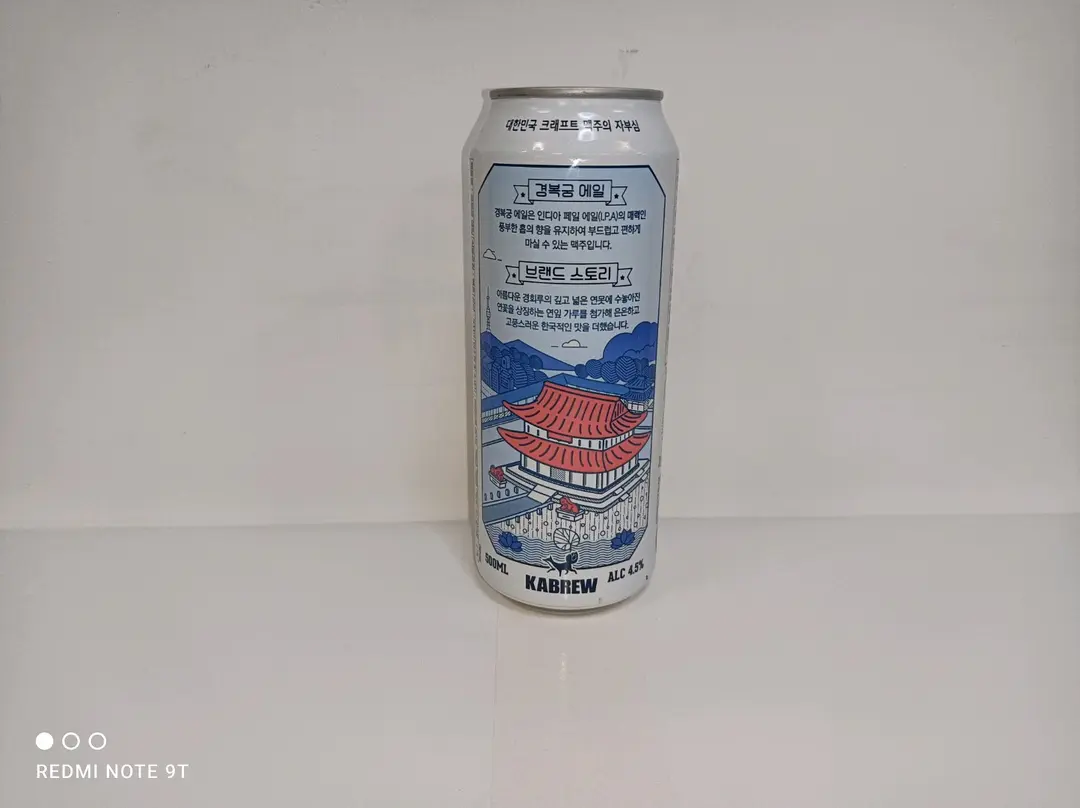 대한민국 크래프트 맥주의 자부심
경복궁 에일
경복궁 에일은 인디아 페일 에일(I.P.A)의 매력인
풍부한 홉의 향을 유지하여 부드럽고 편하게
마실 수 있는 맥주입니다.
브랜드 스토리
아름다운 경회루의 깊고 넓은 연못에 수놓아진
연꽃을 상징하는 연잎 가루를 첨가해 은은하고
고풍스러운 한국적인 맛을 더했습니다.
500ML
KABREW
ALC 4.5%
REDMI NOTE 9T